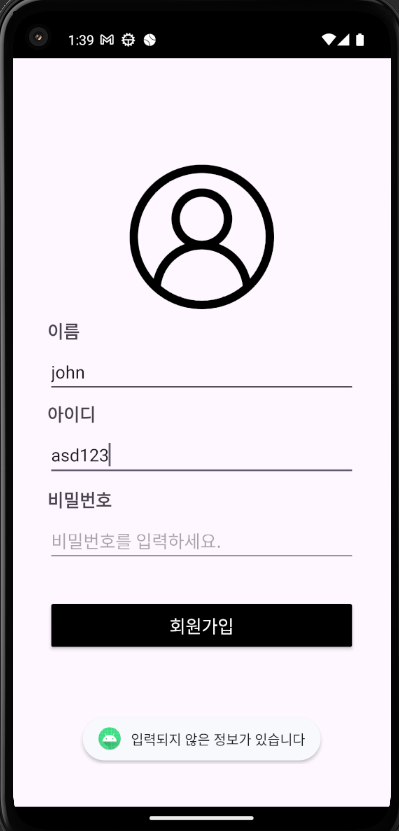 1:39
이름
john
아이디
asd123
비밀번호
비밀번호를 입력하세요.
회원가입
입력되지 않은 정보가 있습니다